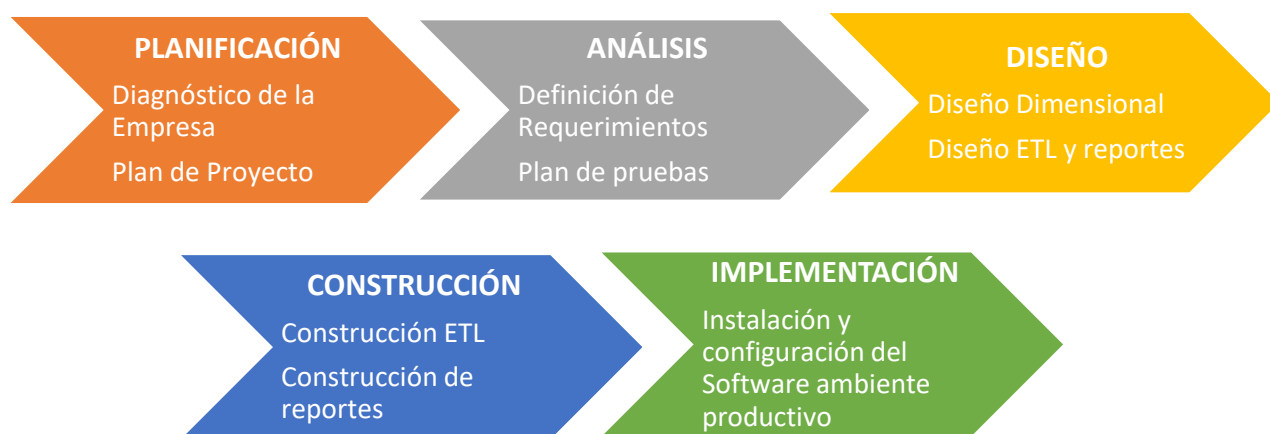 PLANIFICACIÓN
Diagnóstico de la
Empresa
Plan de Proyecto
ANÁLISIS
Definición de
Requerimientos
Plan de pruebas
DISEÑO
Diseño Dimensional
Diseño ETL y reportes
CONSTRUCCIÓN
Construcción ETL
Construcción de
reportes
IMPLEMENTACIÓN
Instalación y
configuración del
Software ambiente
productivo